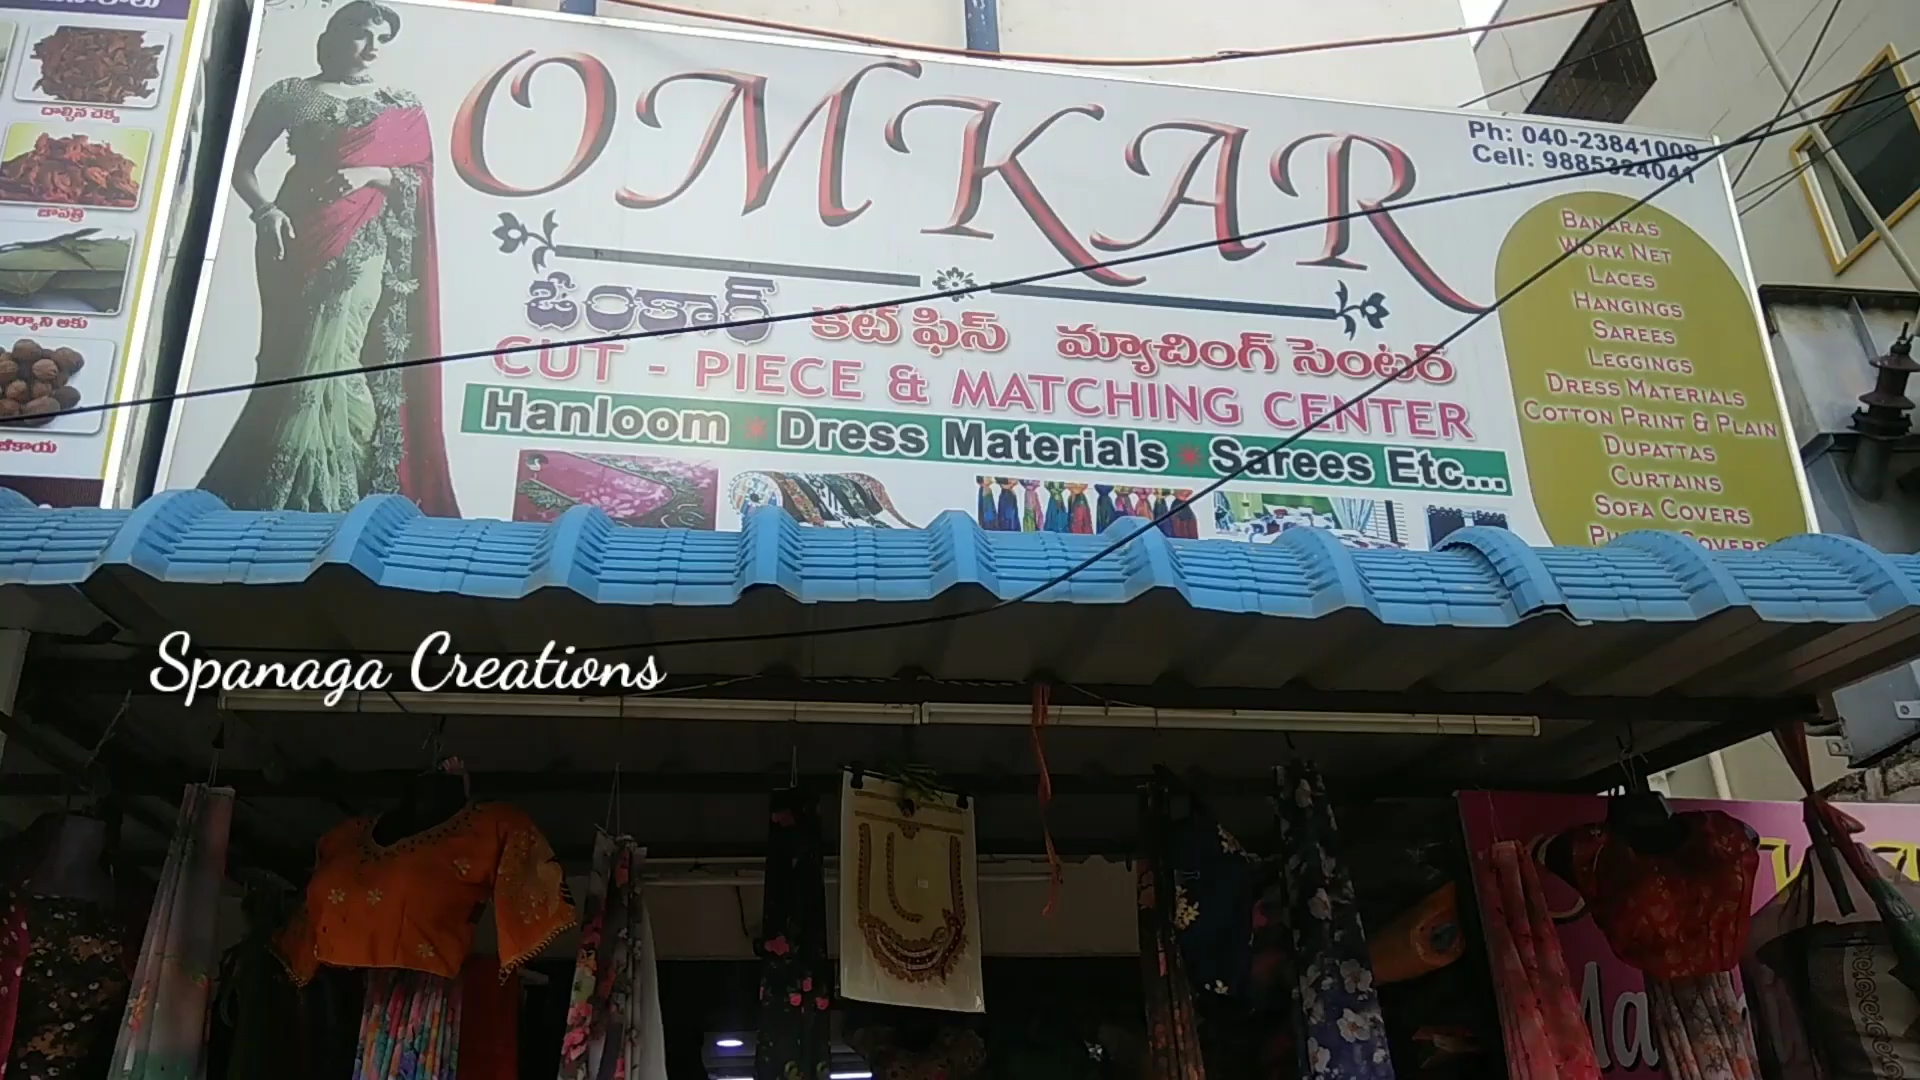 దాల్చిన చెక్క
జాపత్రి
OMKAR
Ph: 040-23841008
Cell: 9885324041
ఓంకార్ కట్ ఫిస్ మ్యాచింగ్ సెంటర్
CUT - PIECE & MATCHING CENTER
Hanloom * Dress Materials * Sarees Etc...
BANARAS
WORK NET
LACES
HANGINGS
SAREES
LEGGINGS
DRESS MATERIALS
COTTON PRINT & PLAIN
DUPATTAS
CURTAINS
SOFA COVERS
Spanaga Creations